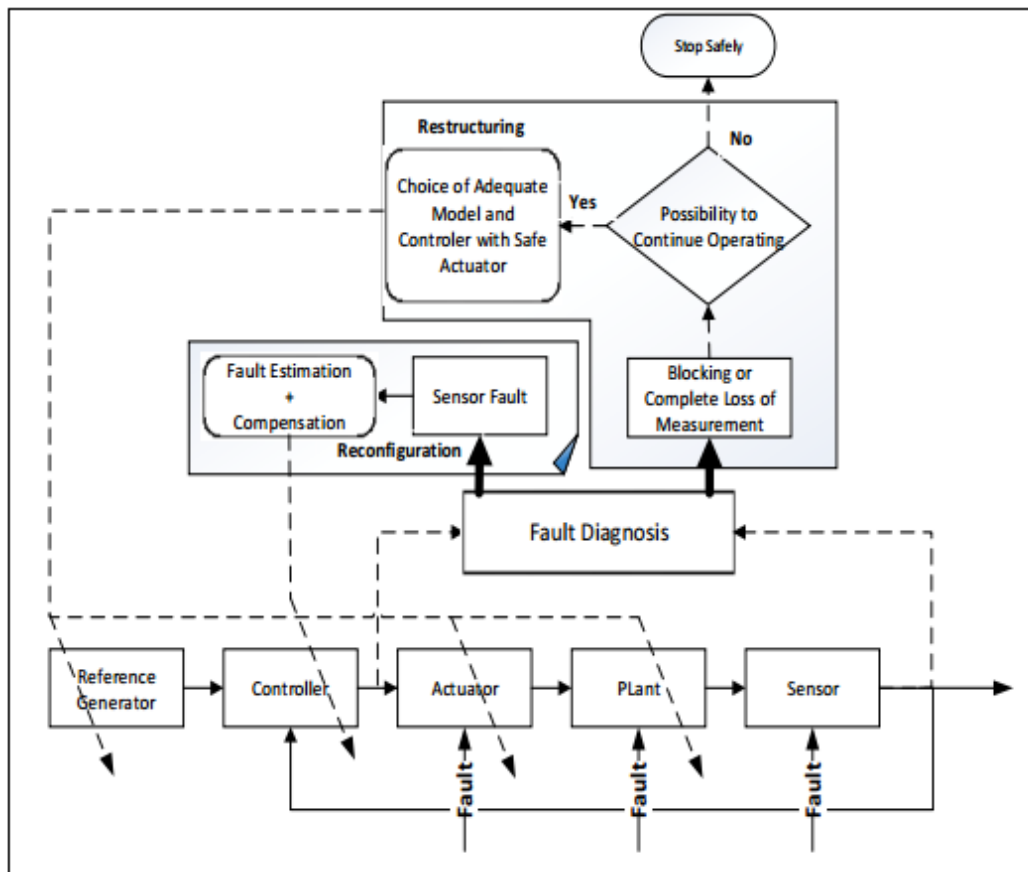 Stop Safely
Restructuring
No
Choice of Adequate
Model and
Controler with Safe
Actuator
Yes
Possibility to
Continue Operating
Fault Estimation
+
Compensation
Sensor Fault
Reconfiguration
Blocking or
Complete Loss of
Measurement
Fault Diagnosis
Reference
Generator
Controller
Actuator
PLant
Sensor
Fault
Fault
Fault